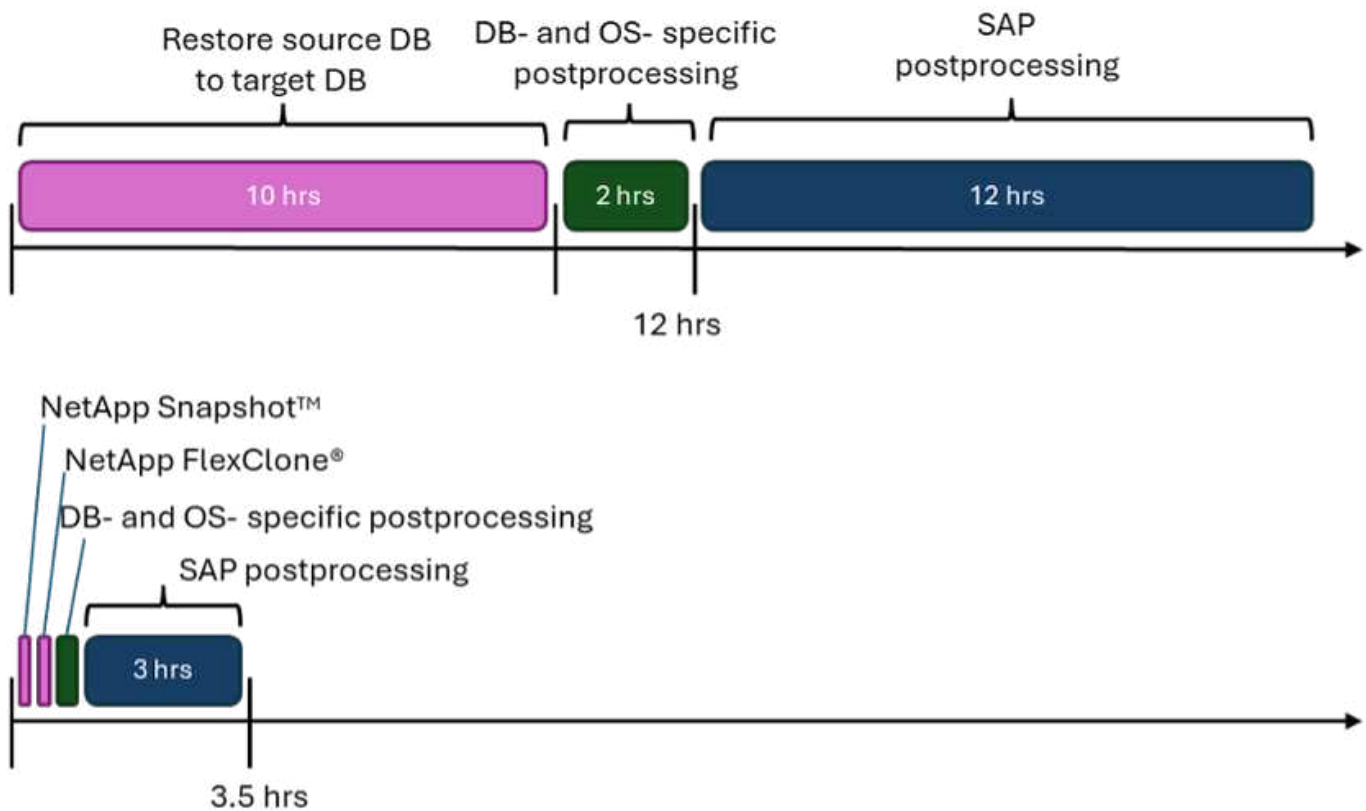 Restore source DB
to target DB
DB- and OS- specific
postprocessing
SAP
postprocessing
10 hrs
2 hrs
12 hrs
12 hrs
NetApp Snapshot™
NetApp FlexClone®
DB- and OS- specific postprocessing
SAP postprocessing
3 hrs
3.5 hrs